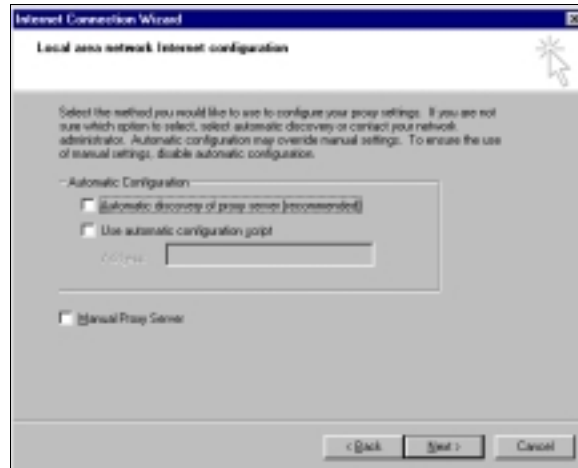 Internet Connection Wizard
Local area network Internet configuration
Select the method you would like to use to configure your proxy settings. If you are not
sure which option to select, select automatic discovery or contact your network
administrator. Automatic configuration may override manual settings. To ensure the use
of manual settings, disable automatic configuration.
Automatic Configuration
Automatic discovery of proxy server [recommended]
Use automatic configuration script
Address:
Manual Proxy Server
< Back
Next >
Cancel